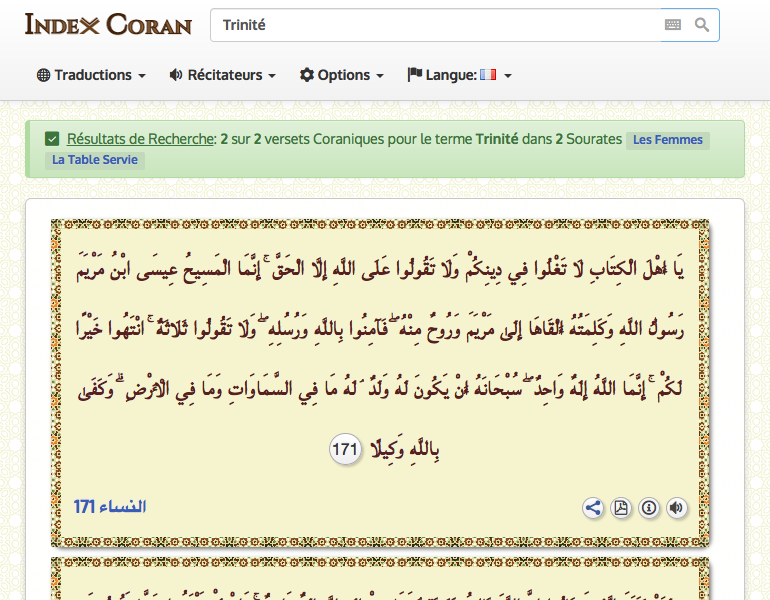 Index Coran
Trinité
Traductions Récitateurs Options Langue:
Résultats de Recherche: 2 sur 2 versets Coraniques pour le terme Trinité dans 2 Sourates Les Femmes
La Table Servie
يَا أَهْلَ الْكِتَابِ لَا تَغْلُوا فِي دِينِكُمْ وَلَا تَقُولُوا عَلَى اللَّهِ إِلَّا الْحَقَّ ۚ إِنَّمَا الْمَسِيحُ عِيسَى ابْنُ مَرْيَمَ
رَسُولُ اللَّهِ وَكَلِمَتُهُ أَلْقَاهَا إِلَىٰ مَرْيَمَ وَرُوحٌ مِنْهُ ۖ فَآمِنُوا بِاللَّهِ وَرُسُلِهِ ۖ وَلَا تَقُولُوا ثَلَاثَةٌ ۚ انْتَهُوا خَيْرًا
لَكُمْ ۚ إِنَّمَا اللَّهُ إِلَٰهٌ وَاحِدٌ ۖ سُبْحَانَهُ أَنْ يَكُونَ لَهُ وَلَدٌ ۘ لَهُ مَا فِي السَّمَاوَاتِ وَمَا فِي الْأَرْضِ ۗ وَكَفَىٰ
بِاللَّهِ وَكِيلًا 171
النساء 171